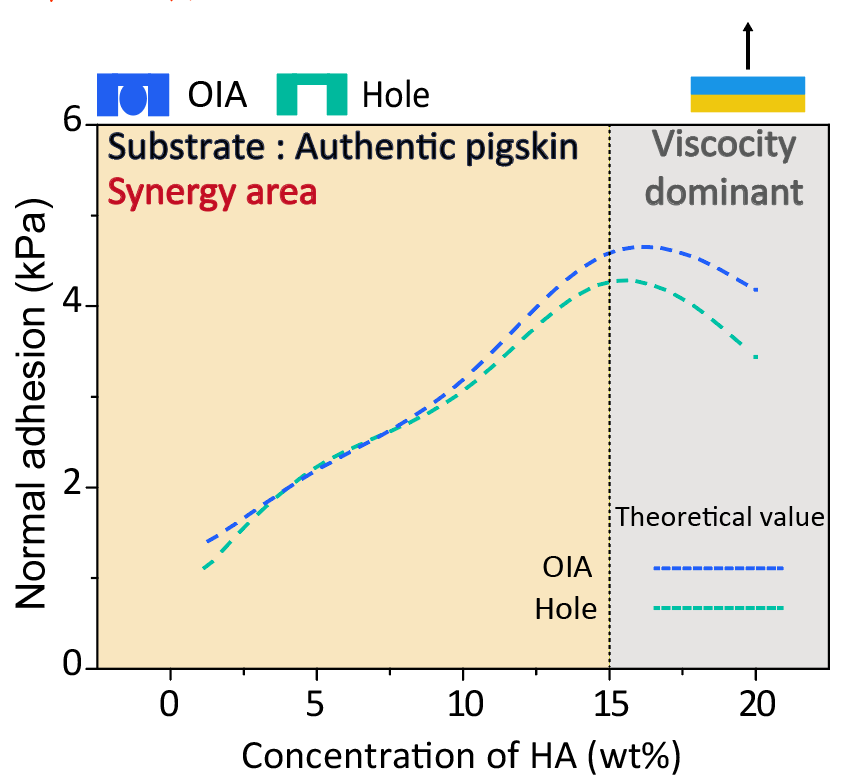 OIA Hole
Substrate : Authentic pigskin
Synergy area
Viscocity
dominant
Normal adhesion (kPa)
6
4
2
0
Theoretical value
OIA
Hole
0 5 10 15 20
Concentration of HA (wt%)